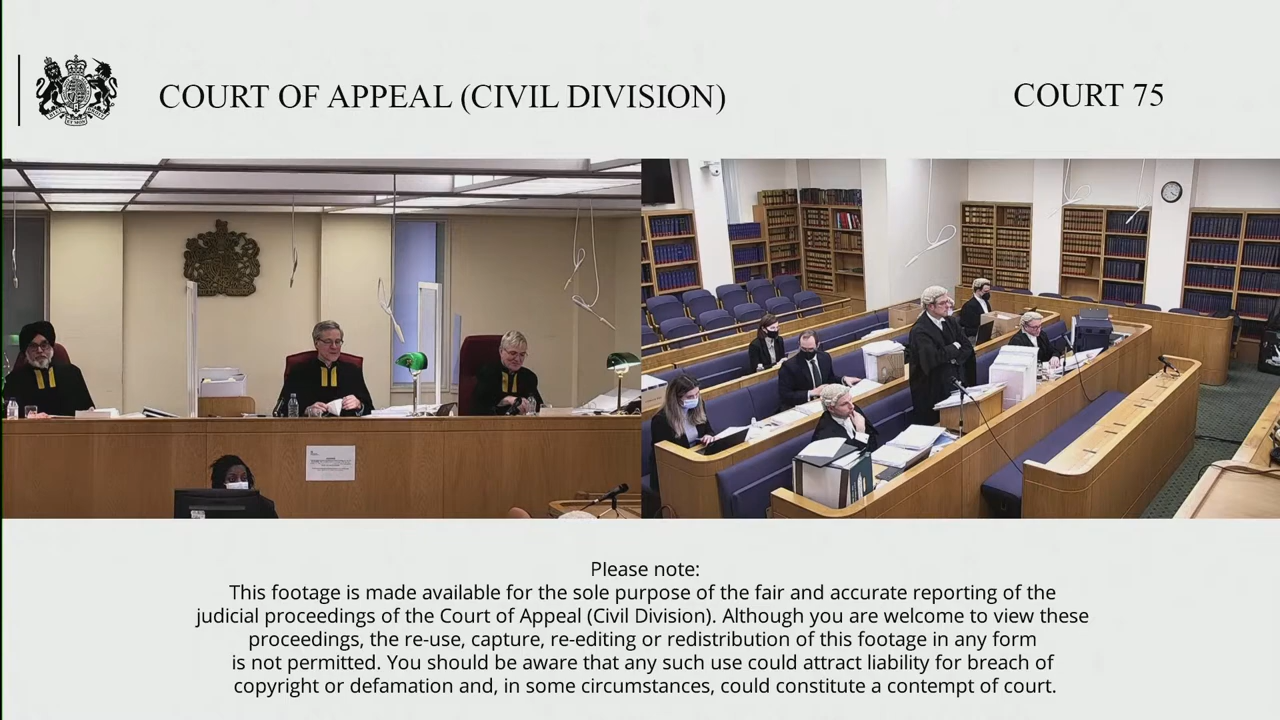 COURT OF APPEAL (CIVIL DIVISION)
COURT 75
Please note:
This footage is made available for the sole purpose of the fair and accurate reporting of the
judicial proceedings of the Court of Appeal (Civil Division). Although you are welcome to view these
proceedings, the re-use, capture, re-editing or redistribution of this footage in any form
is not permitted. You should be aware that any such use could attract liability for breach of
copyright or defamation and, in some circumstances, could constitute a contempt of court.